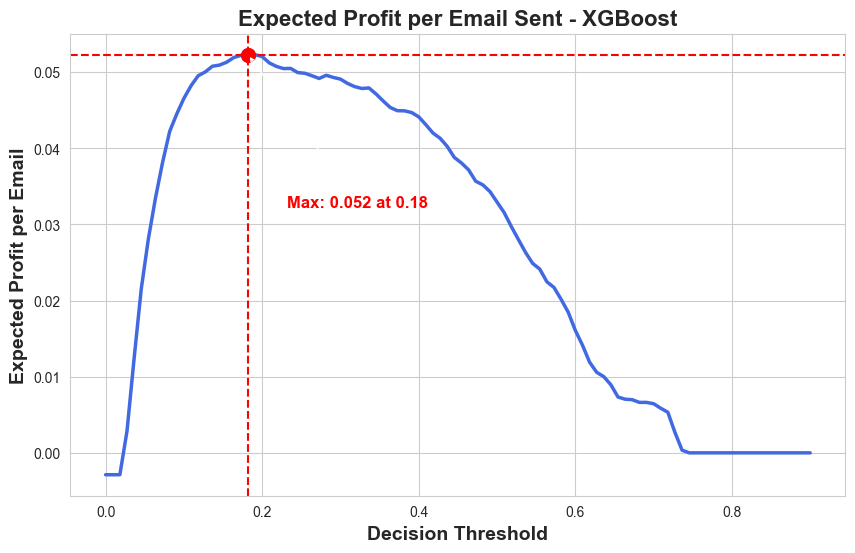 Expected Profit per Email Sent - XGBoost
Expected Profit per Email
0.05
0.04
0.03
0.02
0.01
0.00
Max: 0.052 at 0.18
0.0 0.2 0.4 0.6 0.8
Decision Threshold